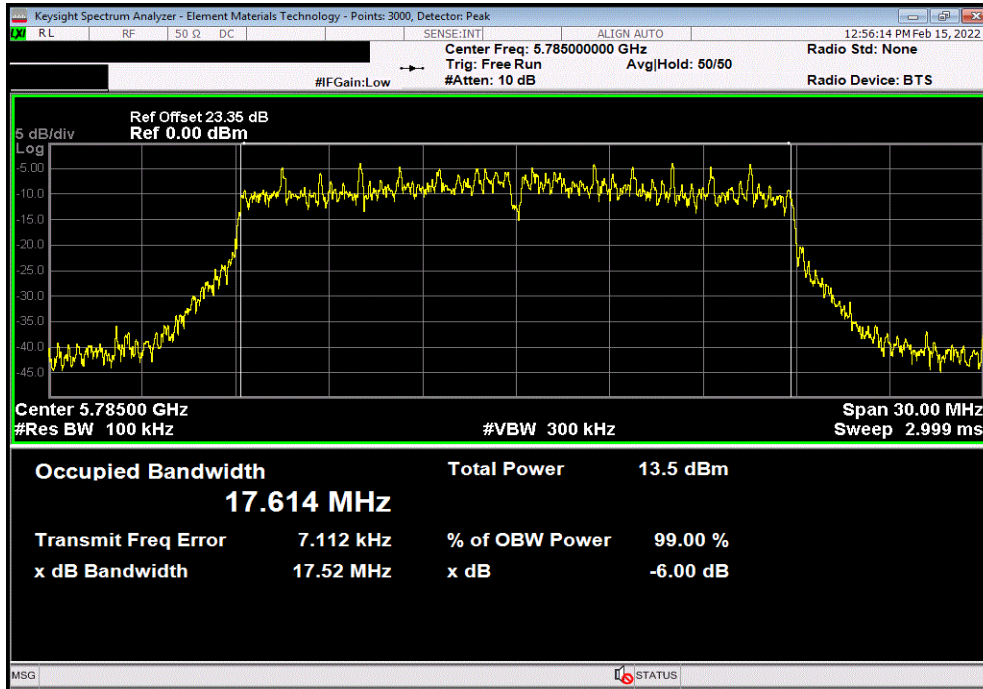 Keysight Spectrum Analyzer - Element Materials Technology - Points: 3000, Detector: Peak
LXI RL RF 50 Ω DC SENSE:INT ALIGN AUTO 12:56:14 PM Feb 15, 2022
Center Freq: 5.785000000 GHz Radio Std: None
Trig: Free Run Avg|Hold: 50/50
#IFGain:Low #Atten: 10 dB Radio Device: BTS
Ref Offset 23.35 dB
5 dB/div Ref 0.00 dBm
Log
-5.00
-10.0
-15.0
-20.0
-25.0
-30.0
-35.0
-40.0
-45.0
Center 5.78500 GHz Span 30.00 MHz
#Res BW 100 kHz #VBW 300 kHz Sweep 2.999 ms
Occupied Bandwidth Total Power 13.5 dBm
17.614 MHz
Transmit Freq Error 7.112 kHz % of OBW Power 99.00 %
x dB Bandwidth 17.52 MHz x dB -6.00 dB
MSG STATUS